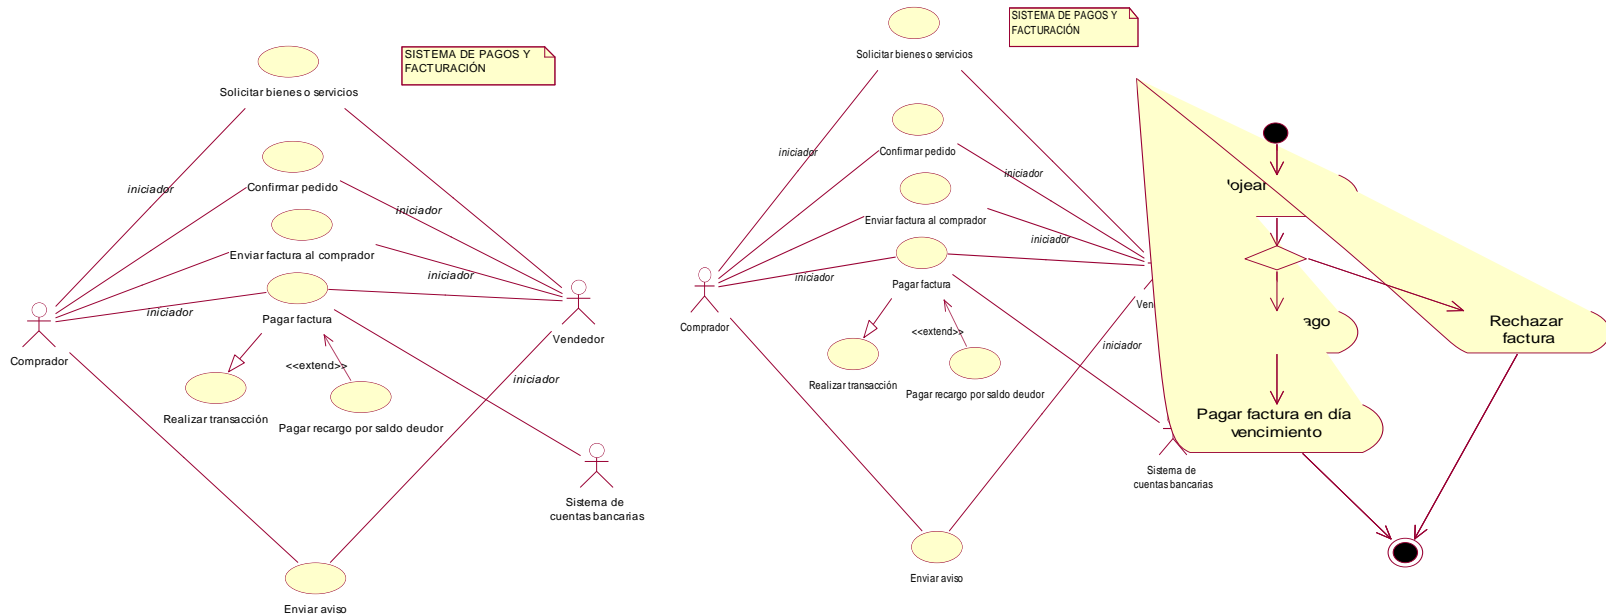 SISTEMA DE PAGOS Y
FACTURACIÓN
Solicitar bienes o servicios
iniciador
Confirmar pedido
iniciador
Enviar factura al comprador
iniciador
iniciador
Pagar factura
Comprador
Vendedor
<<extend>>
iniciador
Realizar transacción
Pagar recargo por saldo deudor
Sistema de
cuentas bancarias
Enviar aviso
SISTEMA DE PAGOS Y
FACTURACIÓN
Solicitar bienes o servicios
iniciador
Confirmar pedido
iniciador
Enviar factura al comprador
iniciador
iniciador
Pagar factura
Comprador
Ven
<<extend>>
iniciador
Realizar transacción
Pagar recargo por saldo deudor
Sistema de
cuentas bancarias
Enviar aviso
ojear
ago
Rechazar
factura
Pagar factura en día
vencimiento